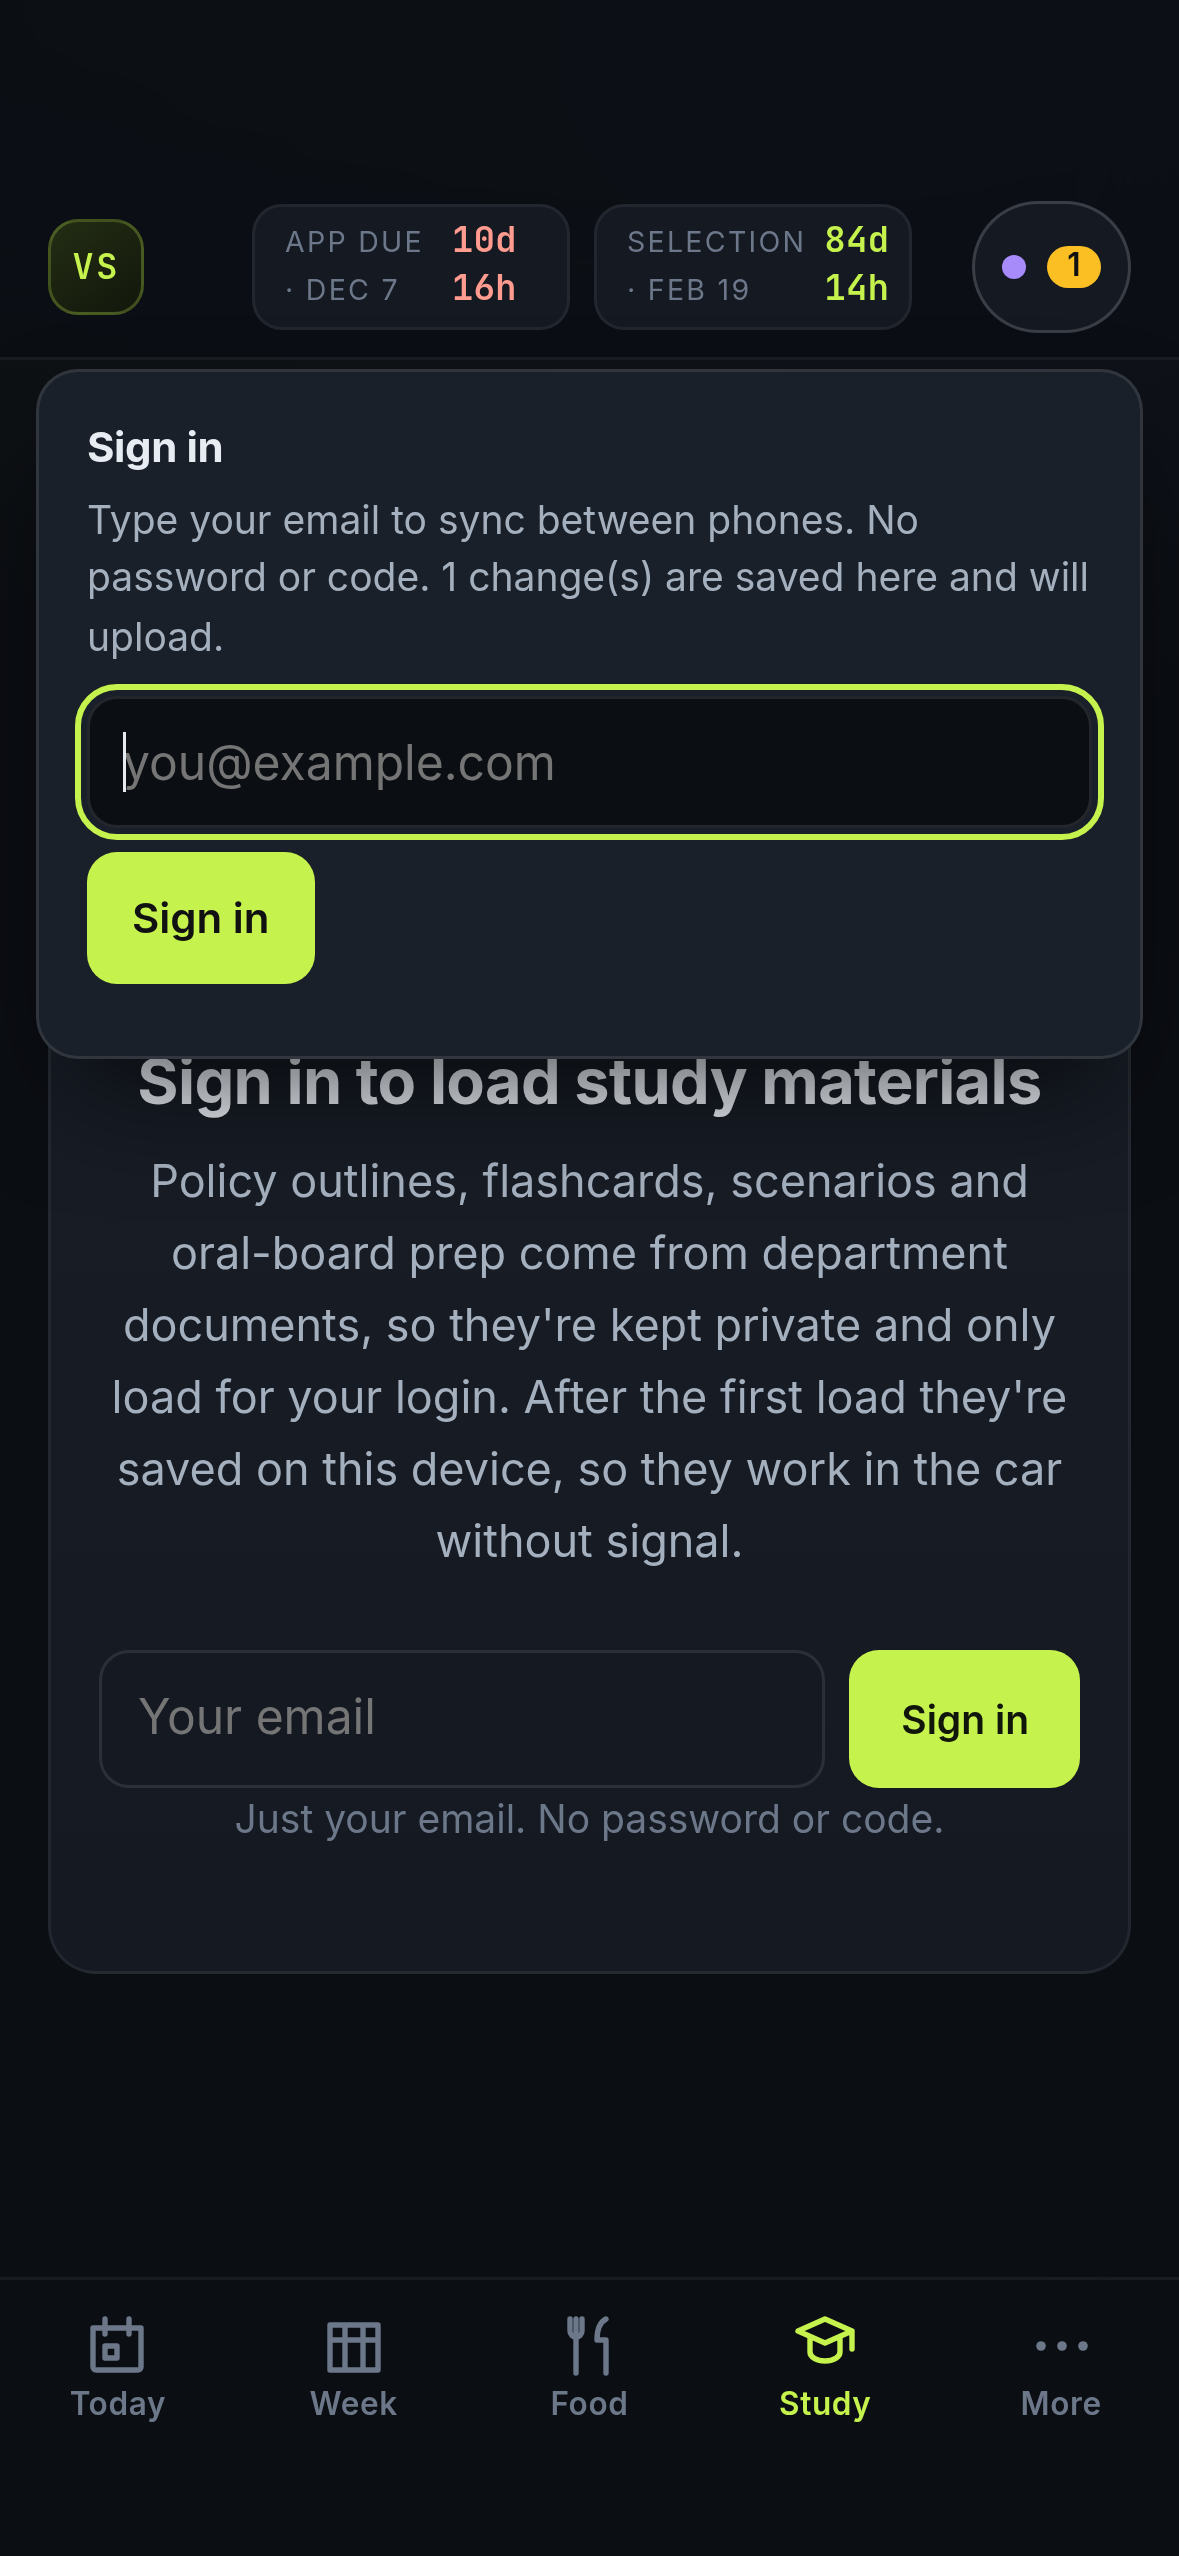 VS
APP DUE 10d
· DEC 7 16h
SELECTION 84d
· FEB 19 14h
1
Sign in
Type your email to sync between phones. No
password or code. 1 change(s) are saved here and will
upload.
you@example.com
Sign in
Sign in to load study materials
Policy outlines, flashcards, scenarios and
oral-board prep come from department
documents, so they're kept private and only
load for your login. After the first load they're
saved on this device, so they work in the car
without signal.
Your email
Sign in
Just your email. No password or code.
Today
Week
Food
Study
More